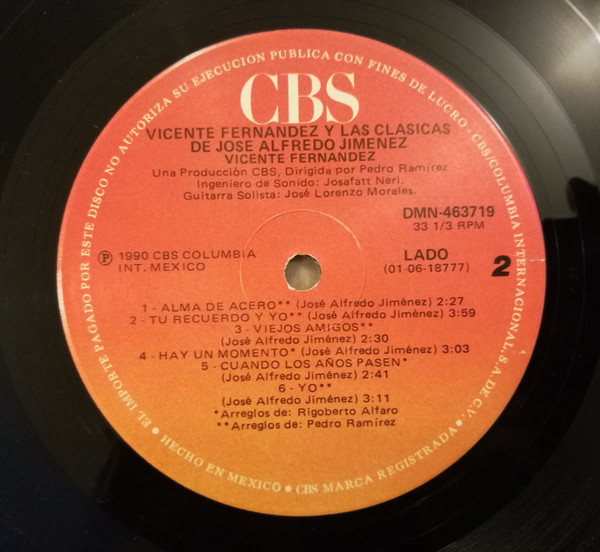 EL IMPORTE PAGADO POR ESTE DISCO NO AUTORIZA SU EJECUCION PUBLICA CON FINES DE LUCRO · CBS/COLUMBIA INTERNACIONAL, S.A. DE C.V.
CBS
VICENTE FERNANDEZ Y LAS CLASICAS
DE JOSE ALFREDO JIMENEZ
VICENTE FERNANDEZ
Una Producción CBS, Dirigida por Pedro Ramírez
Ingeniero de Sonido: Josafatt Neri.
Guitarra Solista: José Lorenzo Morales.
DMN-463719
33 1/3 RPM
℗ 1990 CBS COLUMBIA
INT. MEXICO
LADO
(01-06-18777)
2
1 - ALMA DE ACERO** (José Alfredo Jiménez) 2:27
2 - TU RECUERDO Y YO** (José Alfredo Jiménez) 3:59
3 - VIEJOS AMIGOS**
(José Alfredo Jiménez) 2:30
4 - HAY UN MOMENTO* (José Alfredo Jiménez) 3:03
5 - CUANDO LOS AÑOS PASEN*
(José Alfredo Jiménez) 2:41
6 - YO**
(José Alfredo Jiménez) 3:11
*Arreglos de: Rigoberto Alfaro
**Arreglos de: Pedro Ramírez
• HECHO EN MEXICO • CBS MARCA REGISTRADA •